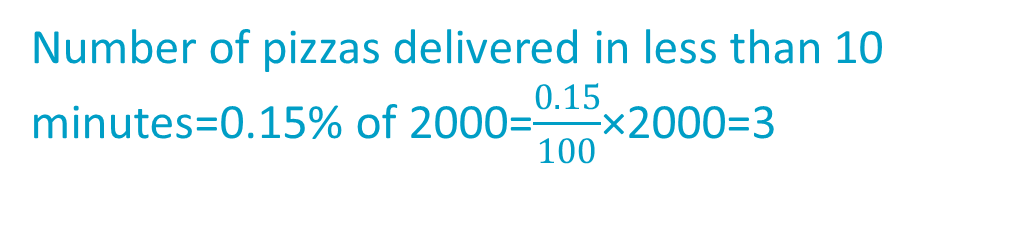 Number of pizzas delivered in less than 10
minutes=0.15% of 2000=0.15/100×2000=3